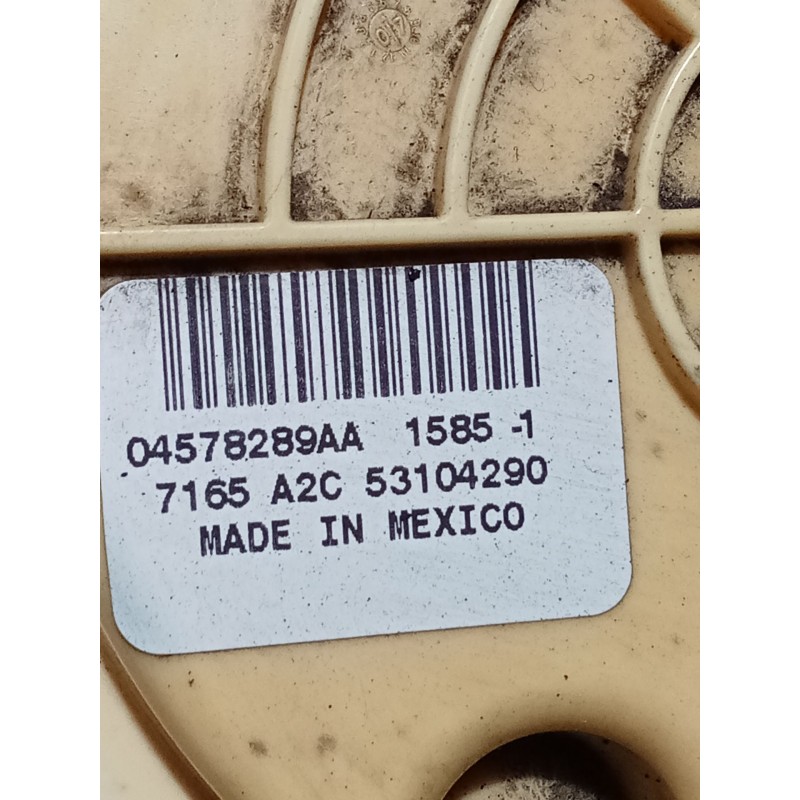 04578289AA 1585 -1
7165 A2C 53104290
MADE IN MEXICO